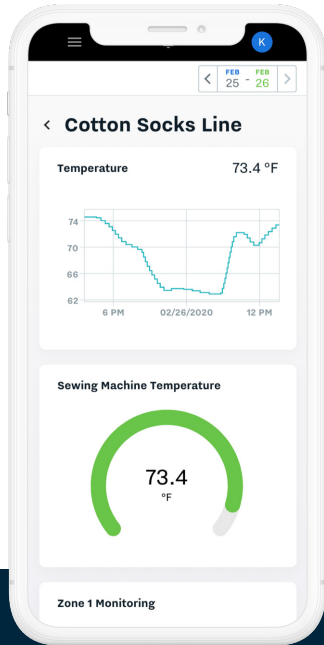 K
FEB FEB
25 - 26
Cotton Socks Line
Temperature 73.4 °F
74
70
66
62
6 PM 02/26/2020 12 PM
Sewing Machine Temperature
73.4
°F
Zone 1 Monitoring